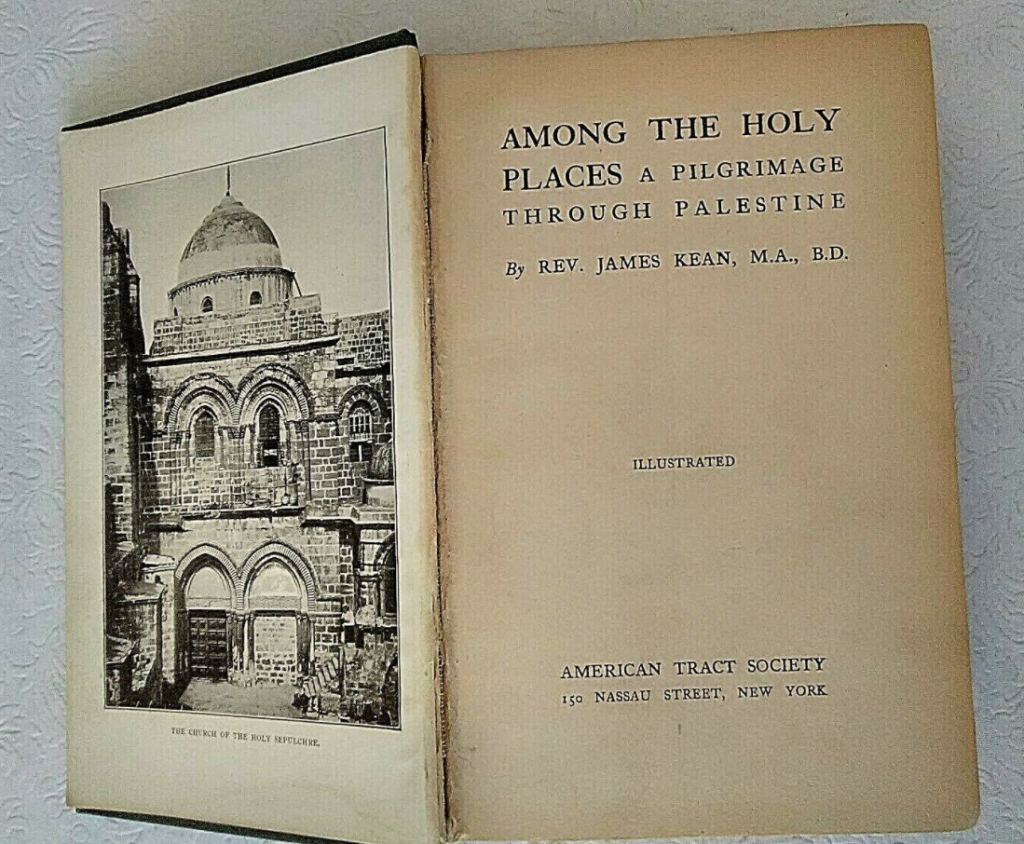 THE CHURCH OF THE HOLY SEPULCHRE.
AMONG THE HOLY
PLACES A PILGRIMAGE
THROUGH PALESTINE
By REV. JAMES KEAN, M.A., B.D.
ILLUSTRATED
AMERICAN TRACT SOCIETY
150 NASSAU STREET, NEW YORK